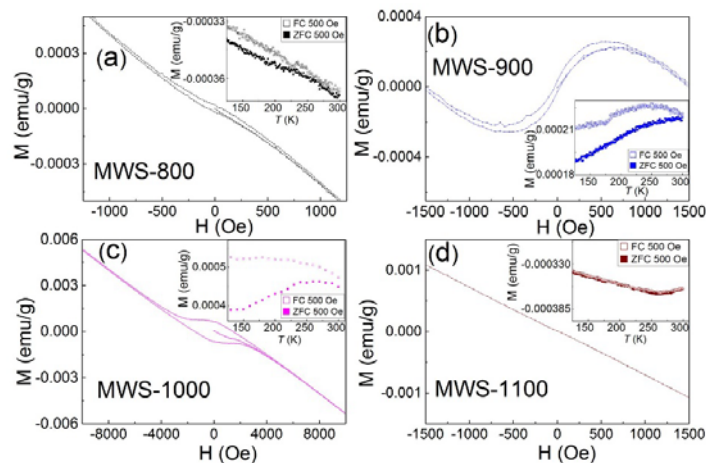 (a)
MWS-800
M (emu/g)
0.0003
0.0000
-0.0003
-1000
-500
0
500
1000
H (Oe)
FC 500 Oe
ZFC 500 Oe
M (emu/g)
-0.00033
-0.00036
150
200
250
300
T (K)
(b)
MWS-900
M (emu/g)
0.0004
0.0000
-0.0004
-1500
-1000
-500
0
500
1000
1500
H (Oe)
M (emu/g)
0.00021
0.00018
FC 500 Oe
ZFC 500 Oe
150
200
250
300
T (K)
(c)
MWS-1000
M (emu/g)
0.006
0.003
0.000
-0.003
-0.006
-8000
-4000
0
4000
8000
H (Oe)
M (emu/g)
0.0005
0.0004
FC 500 Oe
ZFC 500 Oe
150
200
250
300
T (K)
(d)
MWS-1100
M (emu/g)
0.001
0.000
-0.001
-1500
-1000
-500
0
500
1000
1500
H (Oe)
FC 500 Oe
ZFC 500 Oe
M (emu/g)
-0.000330
-0.000385
150
200
250
300
T (K)